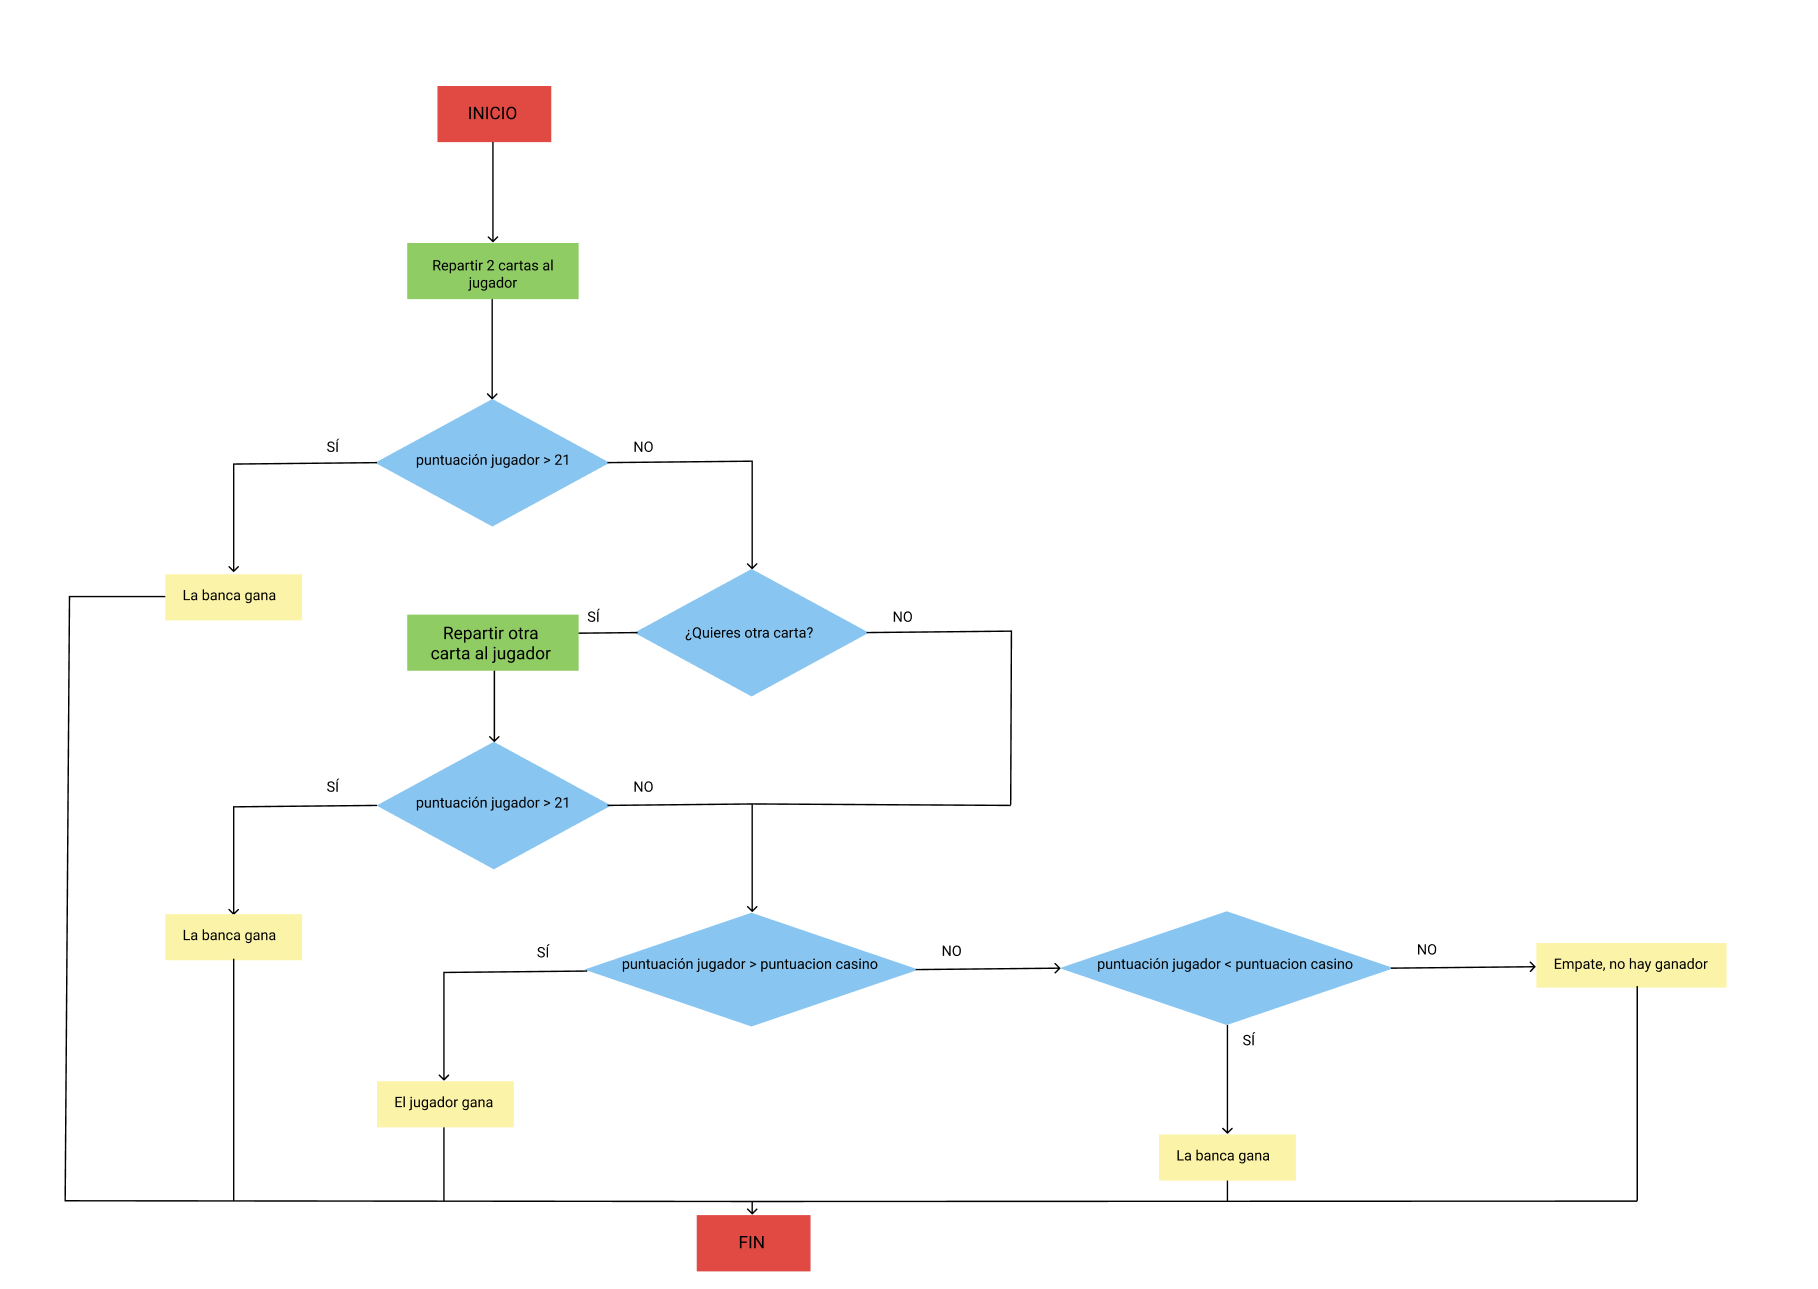 INICIO
Repartir 2 cartas al
jugador
SÍ
puntuación jugador > 21
NO
La banca gana
Repartir otra
carta al jugador
SÍ
¿Quieres otra carta?
NO
SÍ
puntuación jugador > 21
NO
La banca gana
SÍ
puntuación jugador > puntuacion casino
NO
puntuación jugador < puntuacion casino
NO
Empate, no hay ganador
SÍ
El jugador gana
La banca gana
FIN